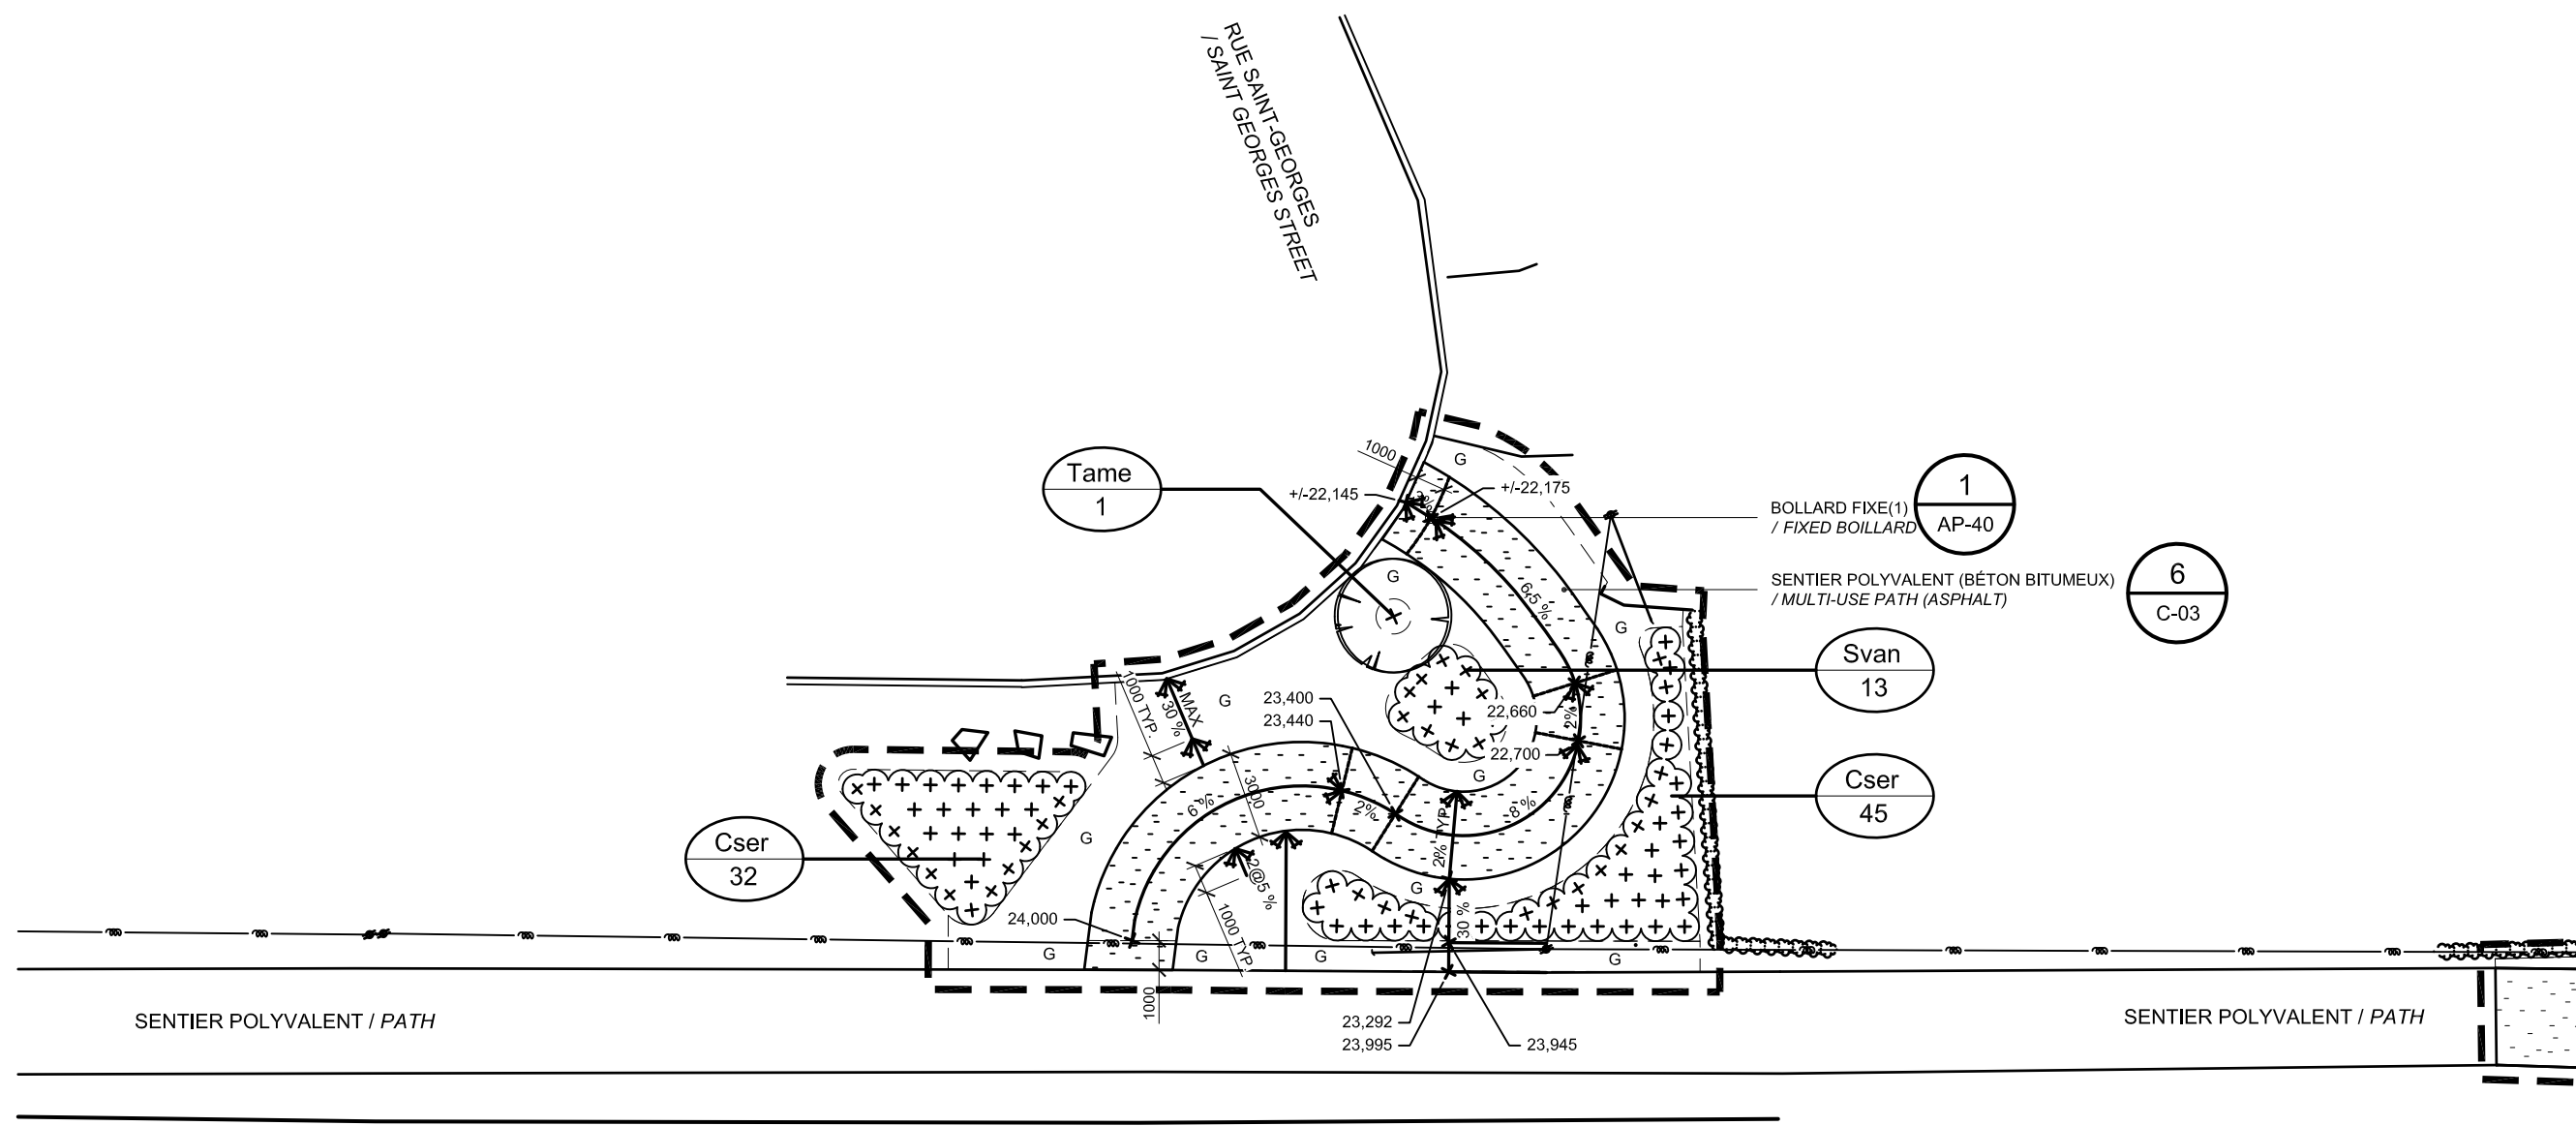 RUE SAINT-GEORGES
/ SAINT GEORGES STREET
Tame
1
1000
G
+/-22,145
+/-22,175
2%
BOLLARD FIXE(1)
/ FIXED BOILLARD
1
AP-40
SENTIER POLYVALENT (BÉTON BITUMEUX)
/ MULTI-USE PATH (ASPHALT)
6
C-03
G
6,5 %
G
Svan
13
1000 TYP.
MAX
30 %
G
23,400
23,440
22,660
2%
22,700
G
Cser
45
6 %
3000
2%
8 %
2% TYP.
Cser
32
G
2@5 %
1000 TYP.
G
30 %
24,000
G
G
G
G
1000
SENTIER POLYVALENT / PATH
23,292
23,995
23,945
SENTIER POLYVALENT / PATH